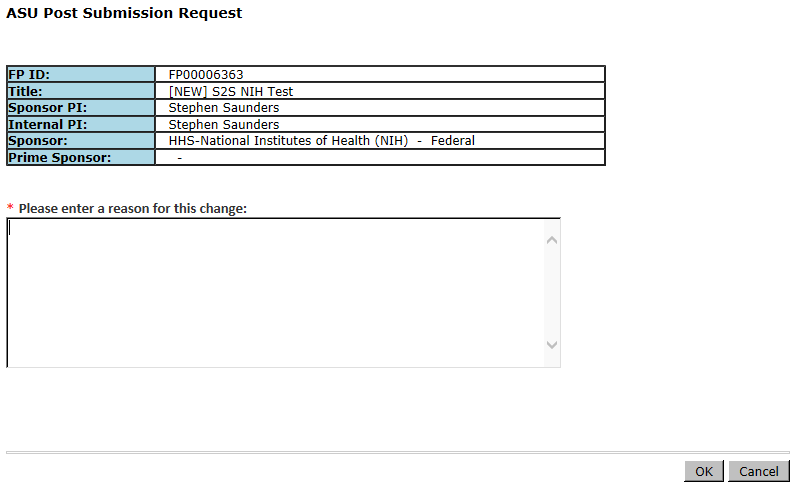 ASU Post Submission Request
FP ID: FP00006363
Title: [NEW] S2S NIH Test
Sponsor PI: Stephen Saunders
Internal PI: Stephen Saunders
Sponsor: HHS-National Institutes of Health (NIH) - Federal
Prime Sponsor: -
* Please enter a reason for this change:
OK Cancel